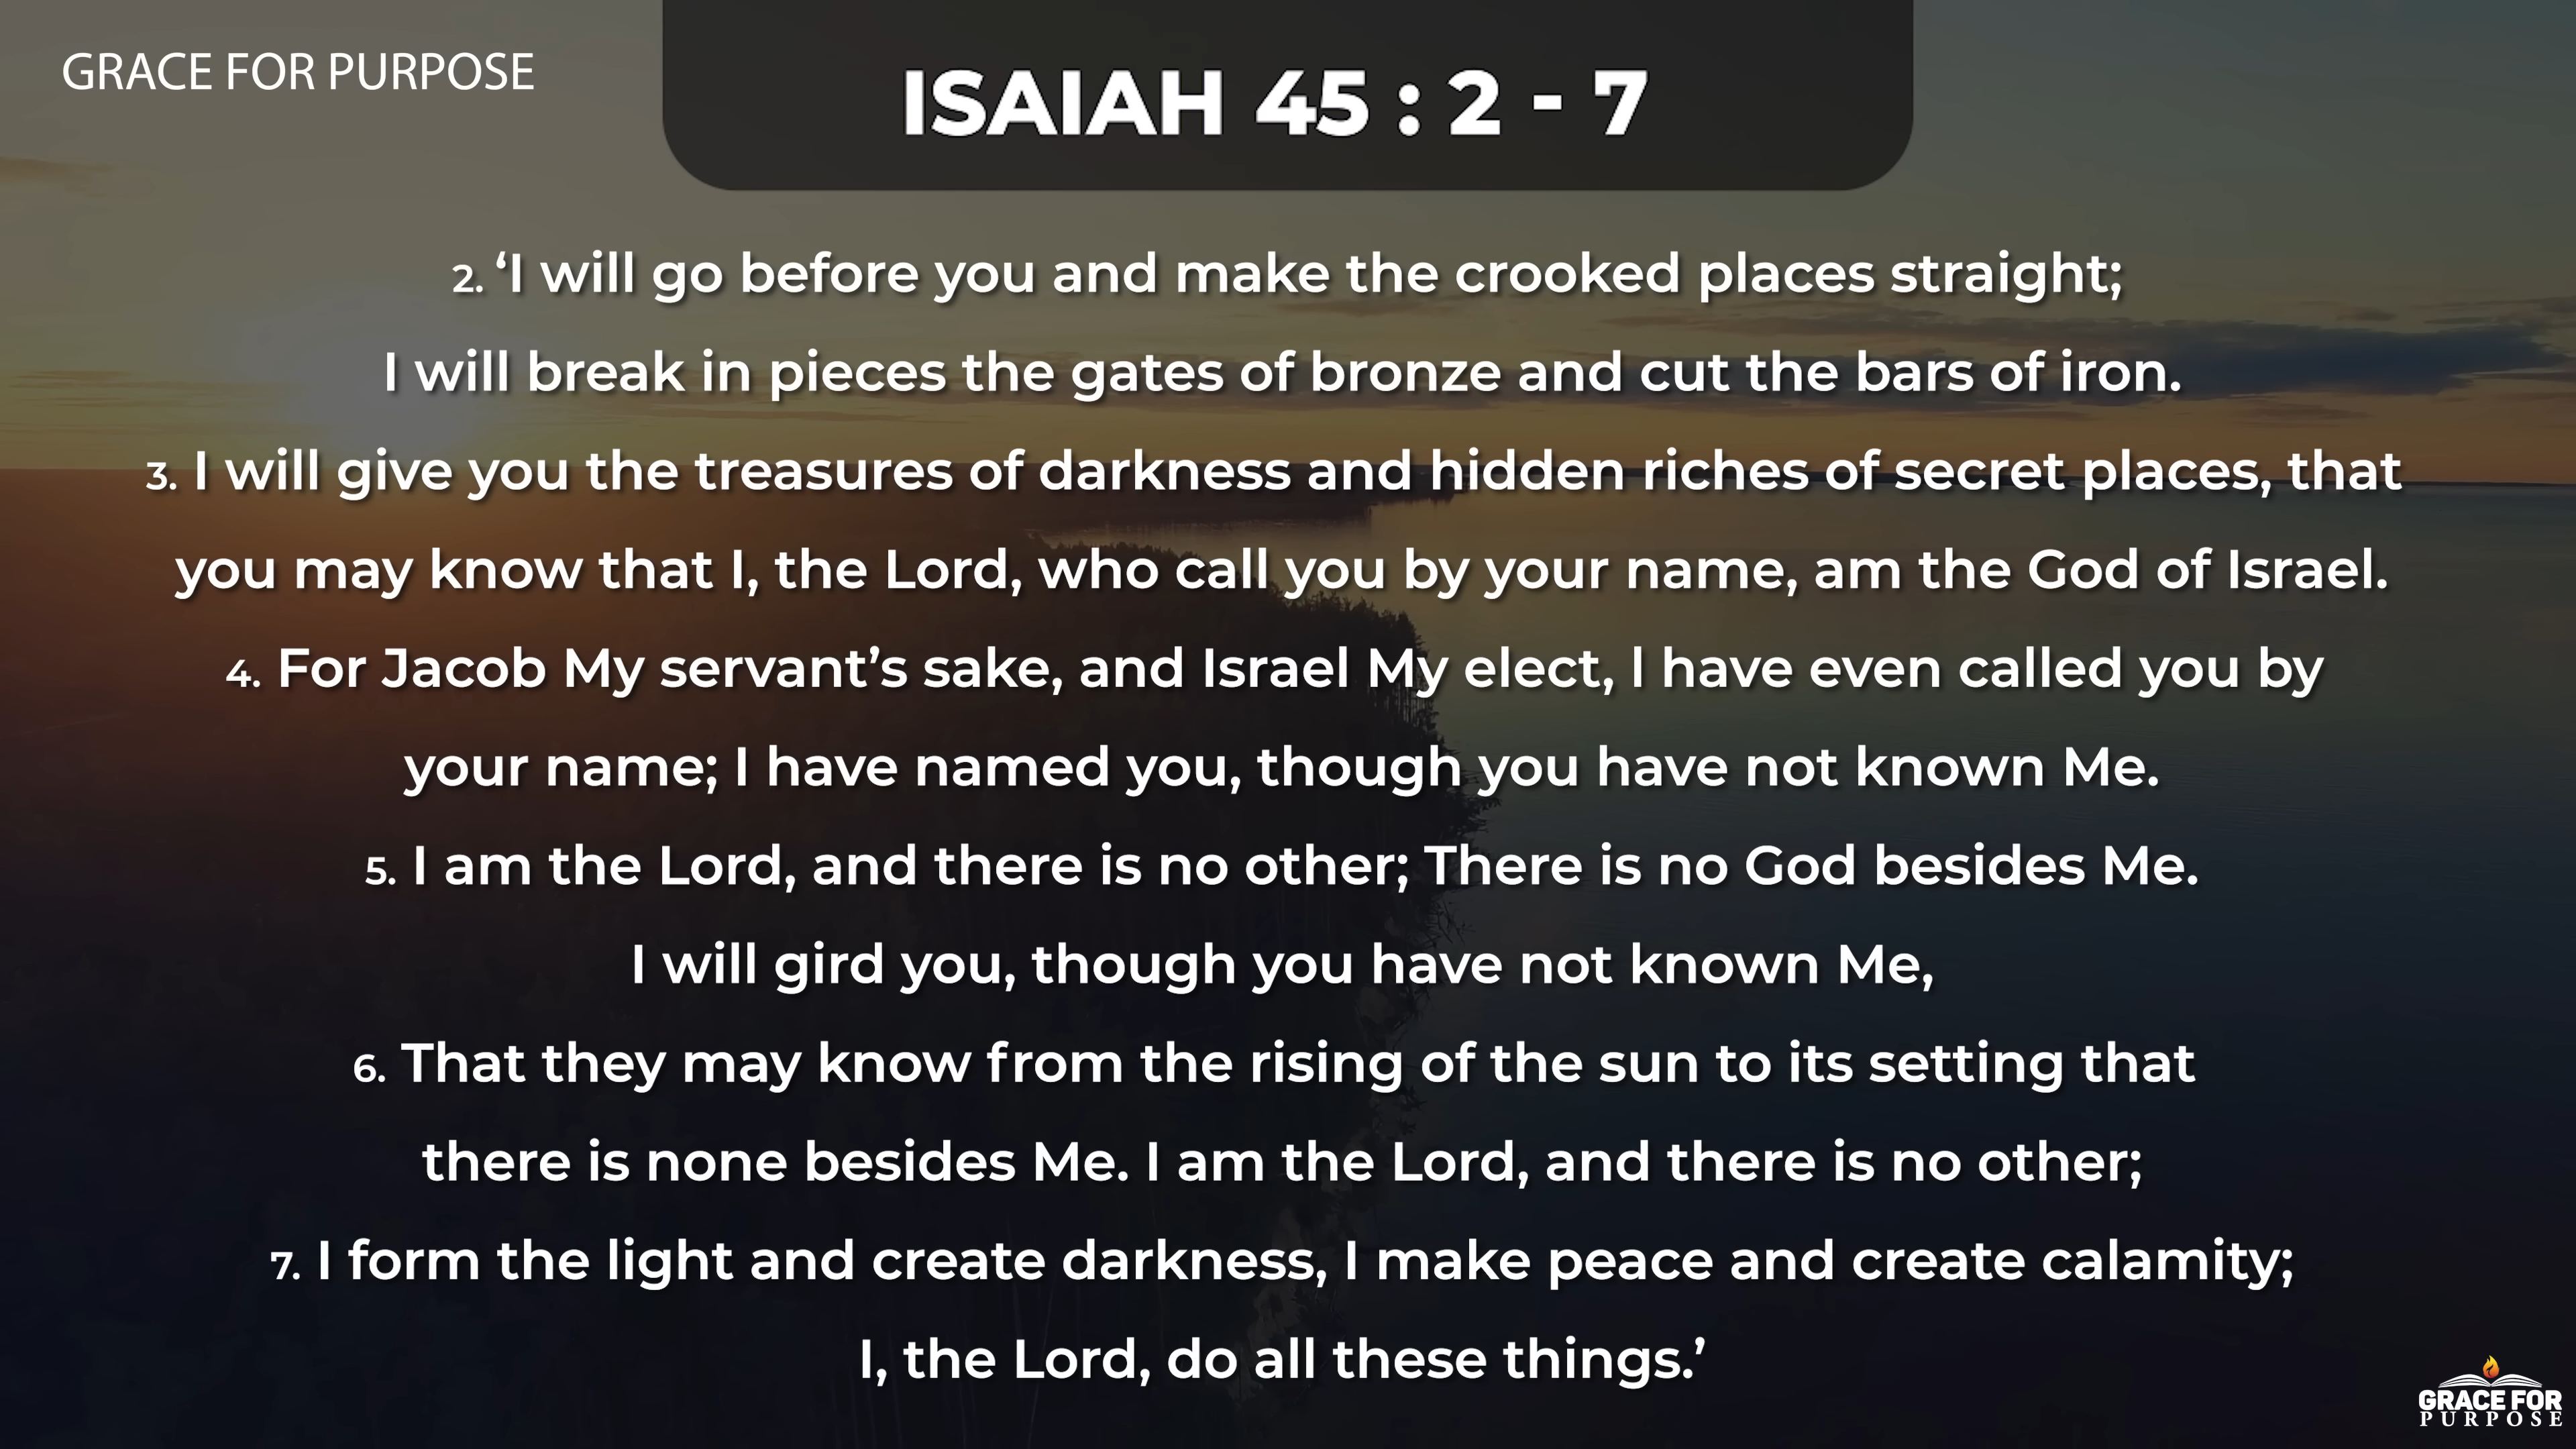 GRACE FOR PURPOSE
ISAIAH 45 : 2 - 7
2. ‘I will go before you and make the crooked places straight;
I will break in pieces the gates of bronze and cut the bars of iron.
3. I will give you the treasures of darkness and hidden riches of secret places, that
you may know that I, the Lord, who call you by your name, am the God of Israel.
4. For Jacob My servant’s sake, and Israel My elect, I have even called you by
your name; I have named you, though you have not known Me.
5. I am the Lord, and there is no other; There is no God besides Me.
I will gird you, though you have not known Me,
6. That they may know from the rising of the sun to its setting that
there is none besides Me. I am the Lord, and there is no other;
7. I form the light and create darkness, I make peace and create calamity;
I, the Lord, do all these things.’
GRACE FOR
PURPOSE